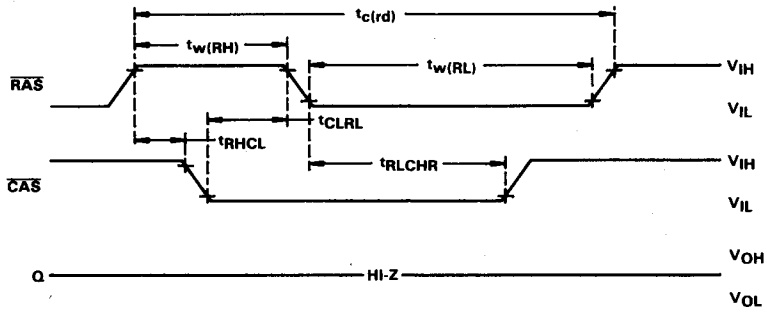 tc(rd)
tw(RH)
tw(RL)
RAS
VIH
VIL
tCLRL
tRHCL
tRLCHR
CAS
VIH
VIL
VOH
Q HI-Z
VOL